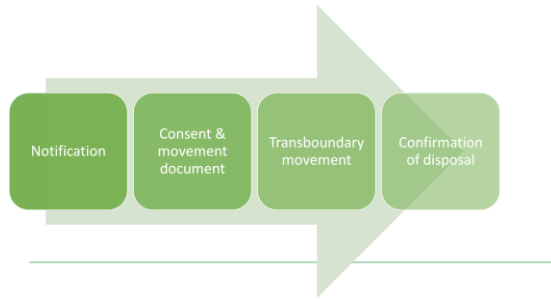 Notification
Consent &
movement
document
Transboundary
movement
Confirmation
of disposal